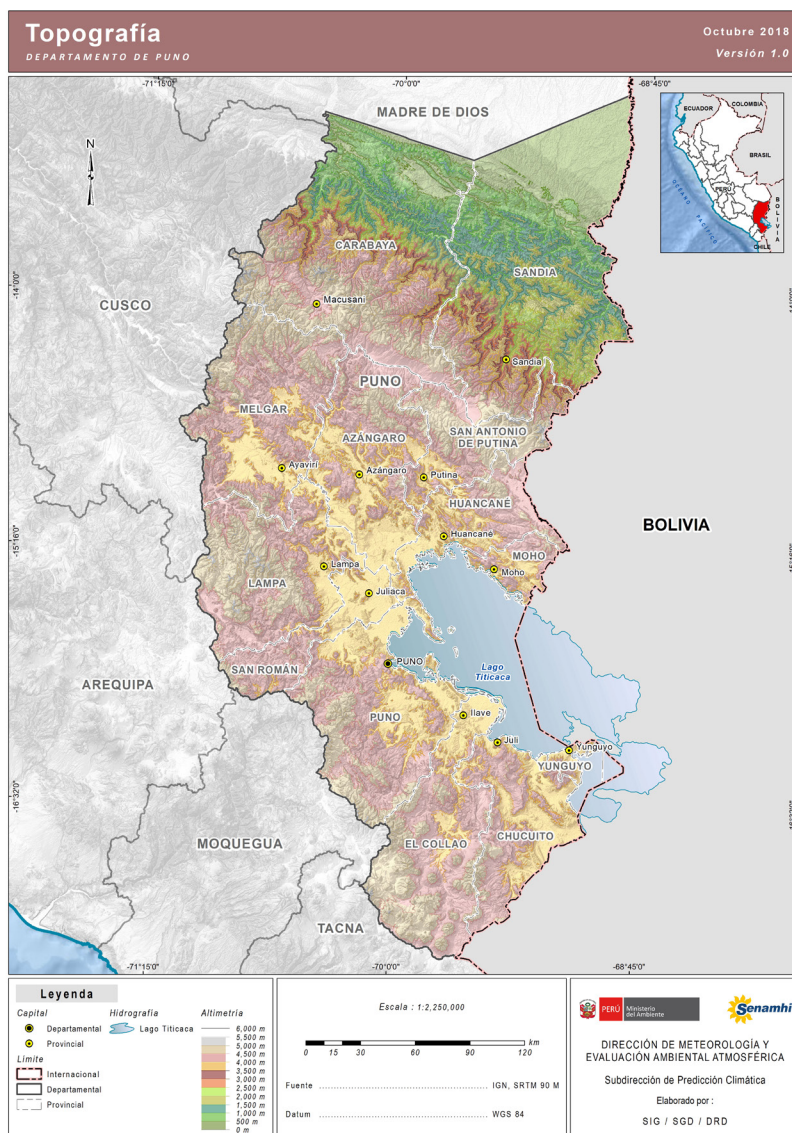 Topografía
DEPARTAMENTO DE PUNO
Octubre 2018
Versión 1.0
-71°15'0"
-70°0'0"
-68°45'0"
MADRE DE DIOS
N
ECUADOR
COLOMBIA
BRASIL
PERÚ
OCÉANO PACÍFICO
BOLIVIA
CHILE
CARABAYA
SANDIA
-14°0'0"
CUSCO
Macusani
Sandia
PUNO
MELGAR
AZÁNGARO
SAN ANTONIO
DE PUTINA
Ayaviri
Azángaro
Putina
HUANCANÉ
BOLIVIA
Huancané
-15°16'0"
MOHO
Moho
Lampa
LAMPA
Juliaca
SAN ROMÁN
PUNO
Lago
Titicaca
AREQUIPA
PUNO
Ilave
Juli
Yunguyo
YUNGUYO
-16°32'0"
CHUCUITO
EL COLLAO
MOQUEGUA
TACNA
-71°15'0"
-70°0'0"
-68°45'0"
Leyenda
Capital
Departamental
Provincial
Límite
Internacional
Departamental
Provincial
Hidrografía
Lago Titicaca
Altimetría
6,000 m
5,500 m
5,000 m
4,500 m
4,000 m
3,500 m
3,000 m
2,500 m
2,000 m
1,500 m
1,000 m
500 m
0 m
Escala : 1:2,250,000
km
0 15 30 60 90 120
Fuente ........ IGN, SRTM 90 M
Datum ........ WGS 84
PERÚ
Ministerio
del Ambiente
Senamhi
DIRECCIÓN DE METEOROLOGÍA Y
EVALUACIÓN AMBIENTAL ATMOSFÉRICA
Subdirección de Predicción Climática
Elaborado por :
SIG / SGD / DRD